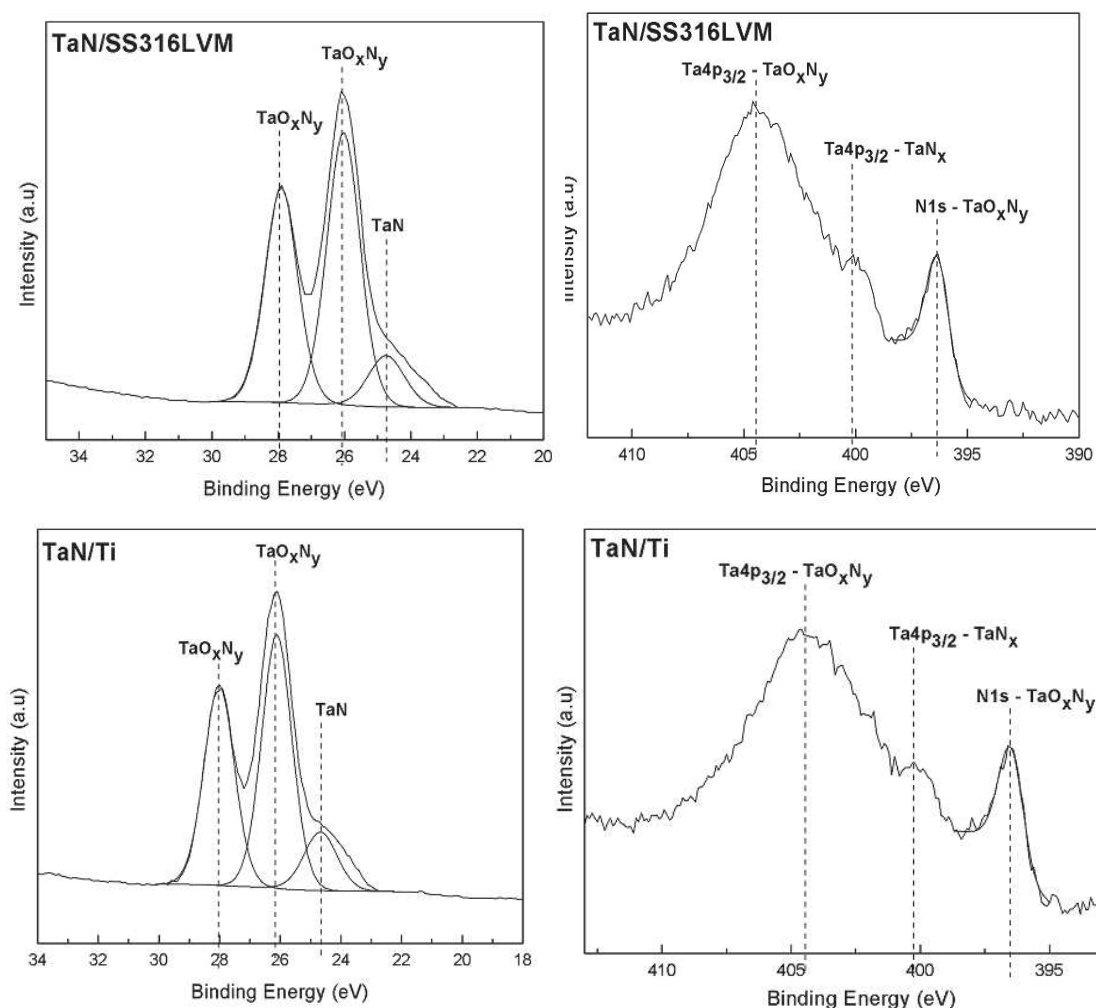 TaN/SS316LVM
TaOxNy
TaOxNy
TaN
Intensity (a.u)
34 32 30 28 26 24 22 20
Binding Energy (eV)
TaN/SS316LVM
Ta4p3/2 - TaOxNy
Ta4p3/2 - TaNx
N1s - TaOxNy
Intensity (a.u)
410 405 400 395 390
Binding Energy (eV)
TaN/Ti
TaOxNy
TaOxNy
TaN
Intensity (a.u)
34 32 30 28 26 24 22 20 18
Binding Energy (eV)
TaN/Ti
Ta4p3/2 - TaOxNy
Ta4p3/2 - TaNx
N1s - TaOxNy
Intensity (a.u)
410 405 400 395
Binding Energy (eV)